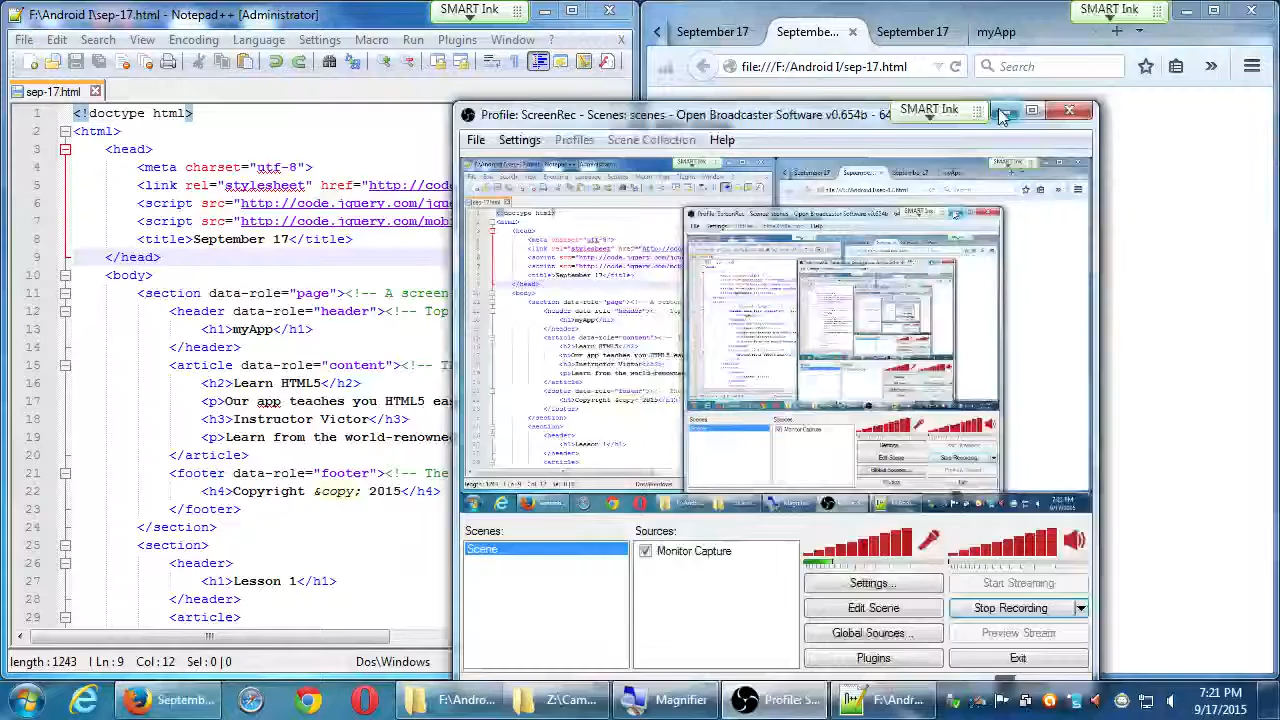 F:\Android I\sep-17.html - Notepad++ [Administrator]
SMART Ink
File Edit Search View Encoding Language Settings Macro Run Plugins Window ? X
sep-17.html
1 <!doctype html>
2 <html>
3 <head>
4 <meta charset="utf-8">
5 <link rel="stylesheet" href="http://cod
6 <script src="http://code.jquery.com/jqu
7 <script src="http://code.jquery.com/mob
8 <title>September 17</title>
9 </head>
10 <body>
11 <section data-role="page"><!-- A screen
12 <header data-role="header"><!-- Top
13 <h1>myApp</h1>
14 </header>
15 <article data-role="content"><!-- T
16 <h2>Learn HTML5</h2>
17 <p>Our app teaches you HTML5 ea
18 <h3>Instructor Victor</h3>
19 <p>Learn from the world-renowne
20 </article>
21 <footer data-role="footer"><!-- The
22 <h4>Copyright &copy; 2015</h4>
23 </footer>
24 </section>
25 <section>
26 <header>
27 <h1>Lesson 1</h1>
28 </header>
29 <article>
length : 1243 l Ln : 9 Col : 12 Sel : 0 | 0 Dos\Windows
SMART Ink
September 17 Septembe... September 17 myApp
file:///F:/Android I/sep-17.html Search
Profile: ScreenRec - Scenes: scenes - Open Broadcaster Software v0.654b - 64
SMART Ink
File Settings Profiles Scene Collection Help
Scenes:
Scene
Sources:
Monitor Capture
Settings... Start Streaming
Edit Scene Stop Recording
Global Sources... Preview Stream
Plugins Exit
Septemb... F:\Andro... Z:\Cam... Magnifier Profile: S... F:\Andr...
7:21 PM
9/17/2015